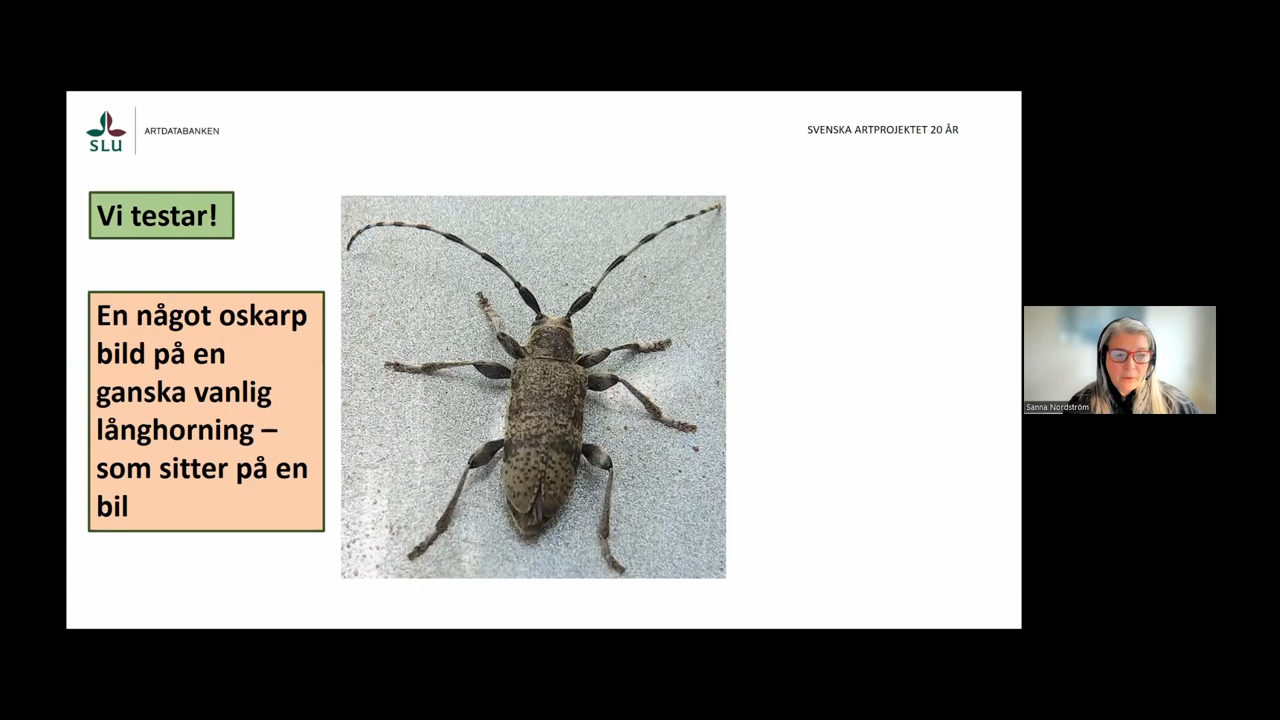 SLU
ARTDATABANKEN
SVENSKA ARTPROJEKTET 20 ÅR
Vi testar!
En något oskarp
bild på en
ganska vanlig
långhorning –
som sitter på en
bil
Sanna Nordström